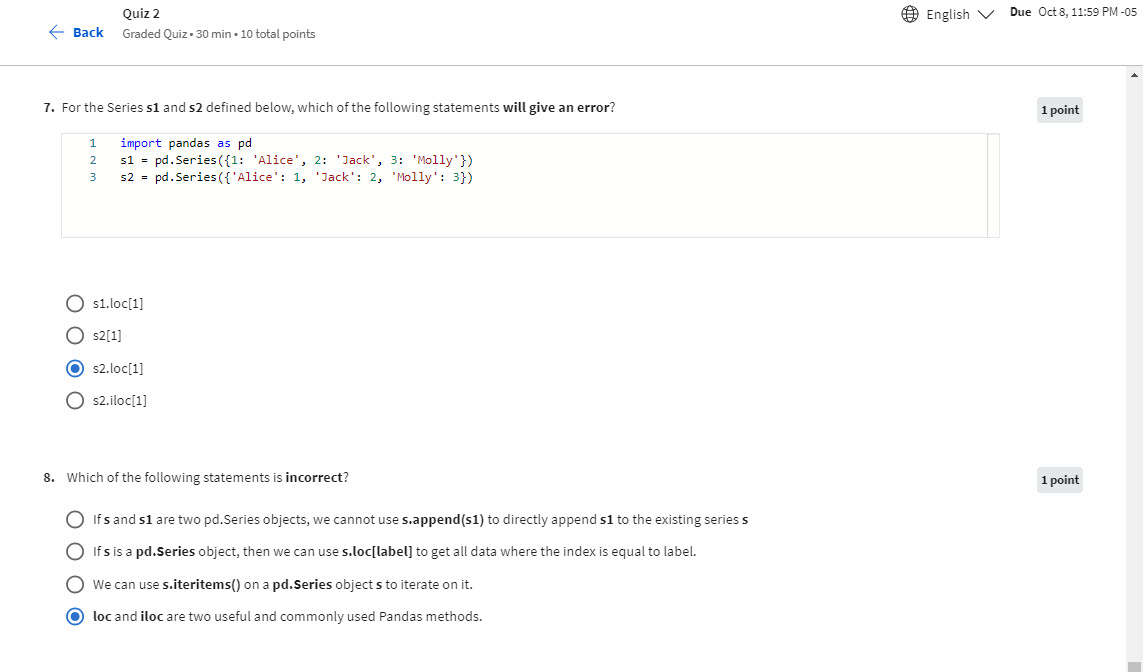 Quiz 2
English
Due Oct 8, 11:59 PM -05
Back
Graded Quiz • 30 min • 10 total points
7. For the Series s1 and s2 defined below, which of the following statements will give an error?
1 point
1 import pandas as pd
2 s1 = pd.Series({1: 'Alice', 2: 'Jack', 3: 'Molly'})
3 s2 = pd.Series({'Alice': 1, 'Jack': 2, 'Molly': 3})
s1.loc[1]
s2[1]
s2.loc[1]
s2.iloc[1]
8. Which of the following statements is incorrect?
1 point
If s and s1 are two pd.Series objects, we cannot use s.append(s1) to directly append s1 to the existing series s
If s is a pd.Series object, then we can use s.loc[label] to get all data where the index is equal to label.
We can use s.iteritems() on a pd.Series object s to iterate on it.
loc and iloc are two useful and commonly used Pandas methods.